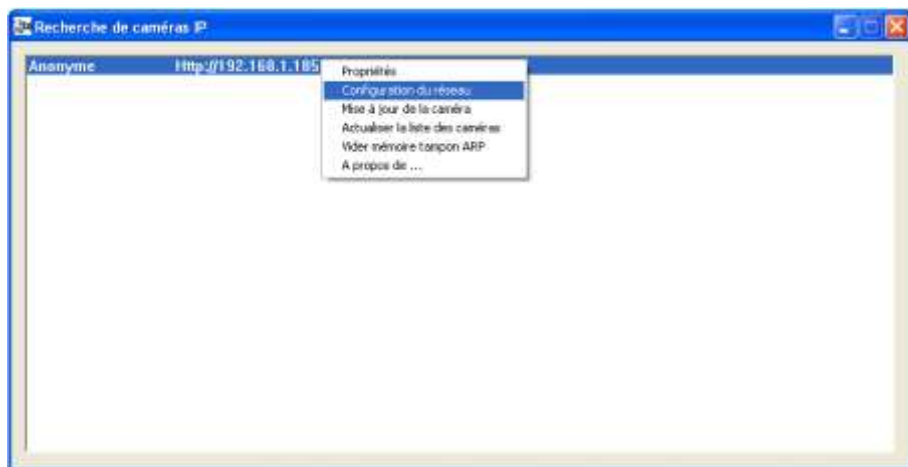 Recherche de caméras IP
Anonyme Http://192.168.1.185
Propriétés
Configuration du réseau
Mise à jour de la caméra
Actualiser la liste des caméras
Vider mémoire tampon ARP
A propos de ...